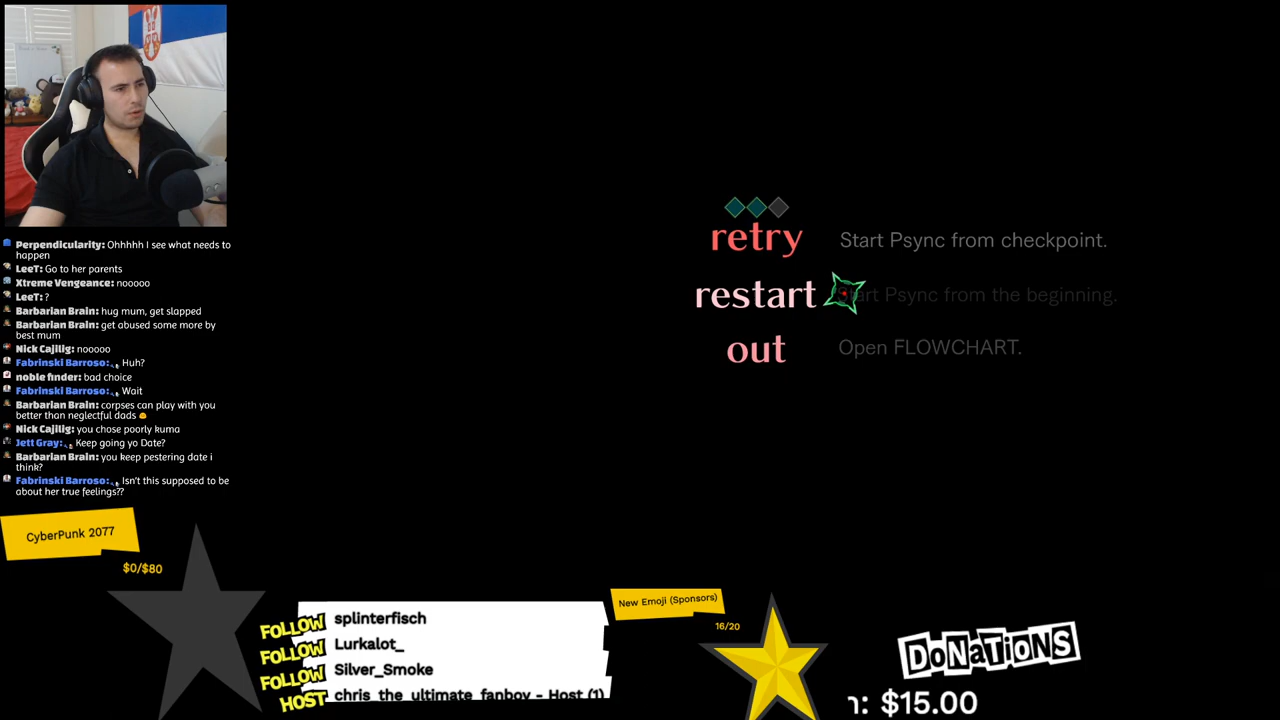 Perpendicularity: Ohhhhh I see what needs to
happen
LeeT: Go to her parents
Xtreme Vengeance: nooooo
LeeT: ?
Barbarian Brain: hug mum, get slapped
Barbarian Brain: get abused some more by
best mum
Nick Cajilig: nooooo
Fabrinski Barroso: Huh?
noble finder: bad choice
Fabrinski Barroso: Wait
Barbarian Brain: corpses can play with you
better than neglectful dads
Nick Cajilig: you chose poorly kuma
Jett Gray: Keep going yo Date?
Barbarian Brain: you keep pestering date i
think?
Fabrinski Barroso: Isn't this supposed to be
about her true feelings??
retry Start Psync from checkpoint.
restart Start Psync from the beginning.
out Open FLOWCHART.
CyberPunk 2077
$0/$80
FOLLOW splinterfisch
FOLLOW Lurkalot_
FOLLOW Silver_Smoke
HOST chris_the_ultimate_fanboy - Host (1)
New Emoji (Sponsors)
16/20
DoNaTiONS
: $15.00